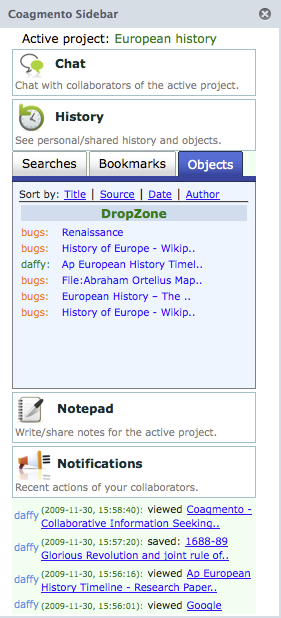 Coagmento Sidebar
Active project: European history
Chat
Chat with collaborators of the active project.
History
See personal/shared history and objects.
Searches Bookmarks Objects
Sort by: Title | Source | Date | Author
DropZone
bugs: Renaissance
bugs: History of Europe - Wikip..
daffy: Ap European History Timel..
bugs: File:Abraham Ortelius Map..
bugs: European History – The ..
bugs: History of Europe - Wikip..
Notepad
Write/share notes for the active project.
Notifications
Recent actions of your collaborators.
daffy (2009-11-30, 15:58:40): viewed Coagmento -
Collaborative Information Seeking..
daffy (2009-11-30, 15:57:20): saved: 1688-89
Glorious Revolution and joint rule of..
daffy (2009-11-30, 15:56:16): viewed Ap European
History Timeline - Research Paper..
daffy (2009-11-30, 15:56:01): viewed Google